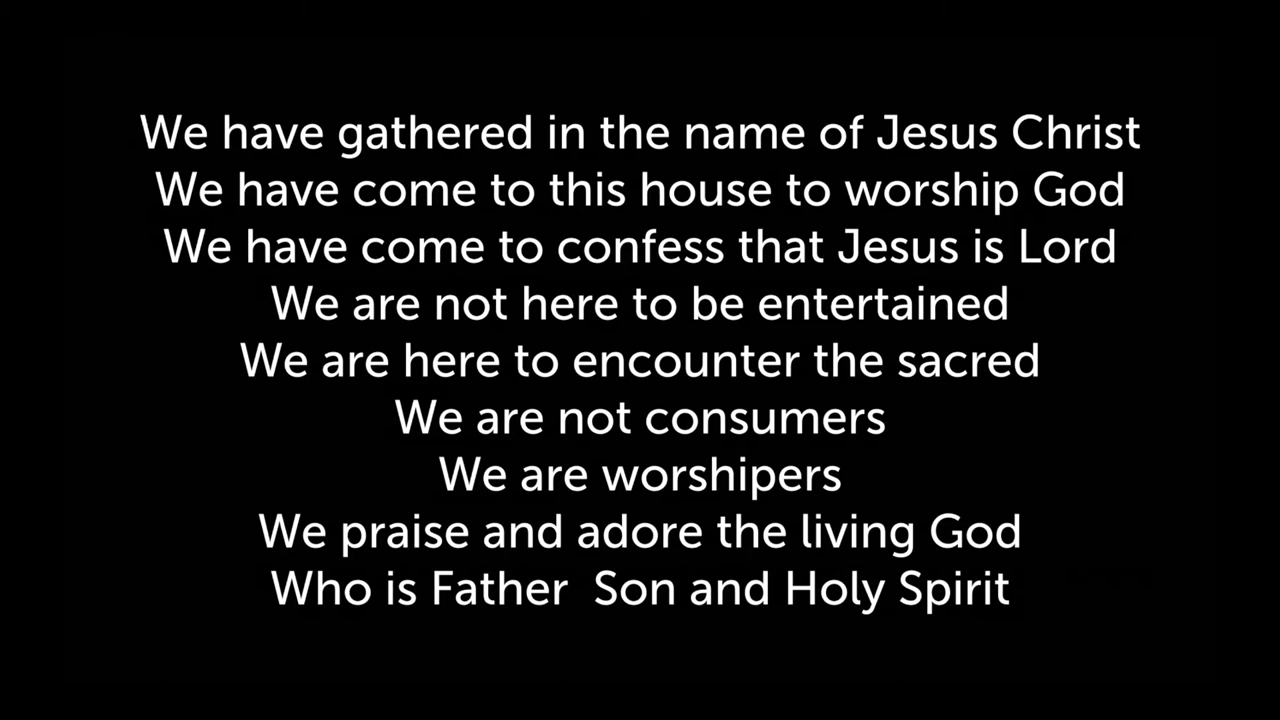 We have gathered in the name of Jesus Christ
We have come to this house to worship God
We have come to confess that Jesus is Lord
We are not here to be entertained
We are here to encounter the sacred
We are not consumers
We are worshipers
We praise and adore the living God
Who is Father  Son and Holy Spirit